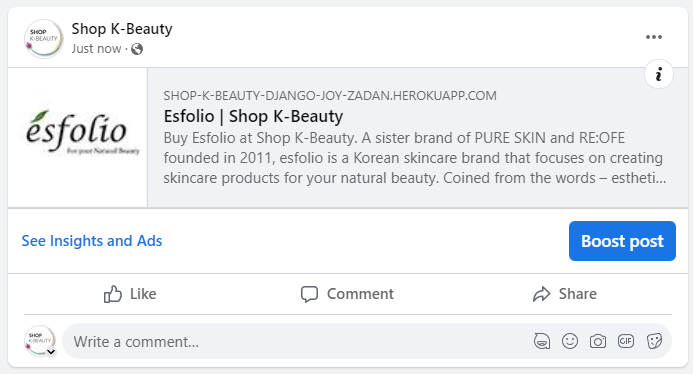 Shop K-Beauty
Just now ·
SHOP-K-BEAUTY-DJANGO-JOY-ZADAN.HEROKUAPP.COM
ésfolio
For your Natural Beauty
Esfolio | Shop K-Beauty
Buy Esfolio at Shop K-Beauty. A sister brand of PURE SKIN and RE:OFE
founded in 2011, esfolio is a Korean skincare brand that focuses on creating
skincare products for your natural beauty. Coined from the words – estheti...
See Insights and Ads
Boost post
Like
Comment
Share
SHOP
K-BEAUTY
Write a comment...
GIF